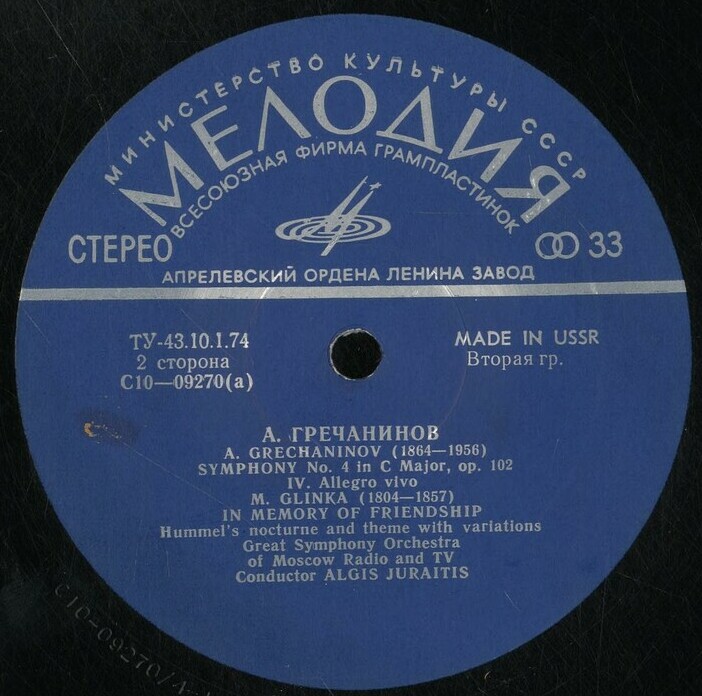 МИНИСТЕРСТВО КУЛЬТУРЫ СССР
МЕЛОДИЯ
ВСЕСОЮЗНАЯ ФИРМА ГРАМПЛАСТИНОК
СТЕРЕО
33
АПРЕЛЕВСКИЙ ОРДЕНА ЛЕНИНА ЗАВОД
ТУ-43.10.1.74
2 сторона
С10—09270(а)
MADE IN USSR
Вторая гр.
А. ГРЕЧАНИНОВ
A. GRECHANINOV (1864—1956)
SYMPHONY No. 4 in C Major, op. 102
IV. Allegro vivo
M. GLINKA (1804—1857)
IN MEMORY OF FRIENDSHIP
Hummel's nocturne and theme with variations
Great Symphony Orchestra
of Moscow Radio and TV
Conductor ALGIS JURAITIS
С10-09270/